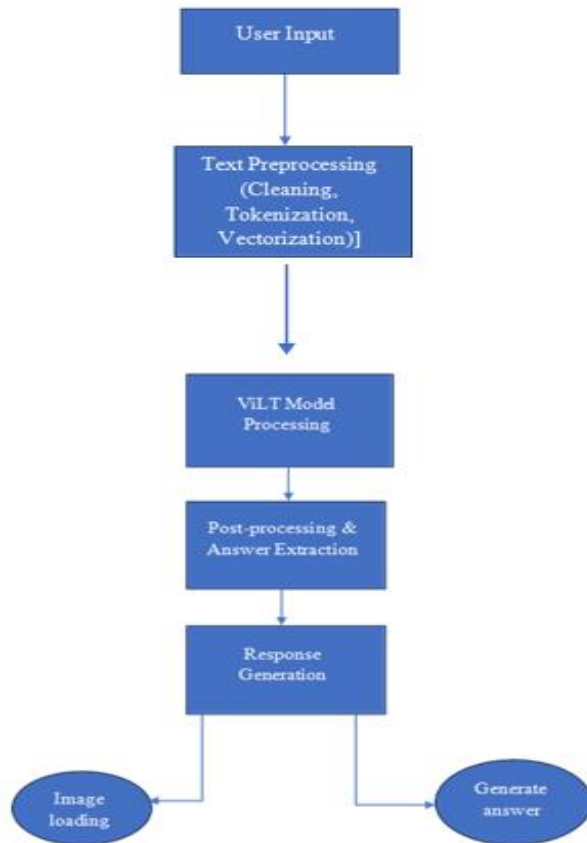 User Input
Text Preprocessing
(Cleaning,
Tokenization,
Vectorization)]
ViLT Model
Processing
Post-processing &
Answer Extraction
Response
Generation
Image
loading
Generate
answer